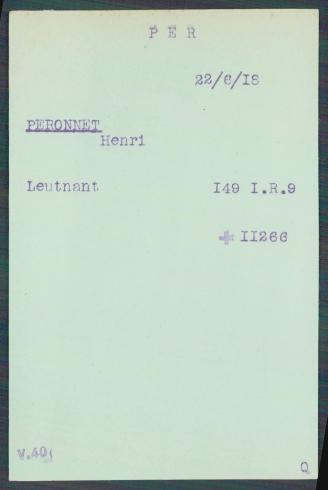 P E R
22/6/18
PERONNET
Henri
Leutnant I49 I.R.9
+ II266
V.40
Q